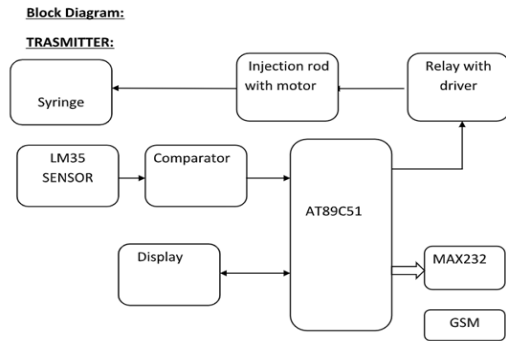 Block Diagram:
TRASMITTER:
Syringe
Injection rod
with motor
Relay with
driver
LM35
SENSOR
Comparator
AT89C51
Display
MAX232
GSM